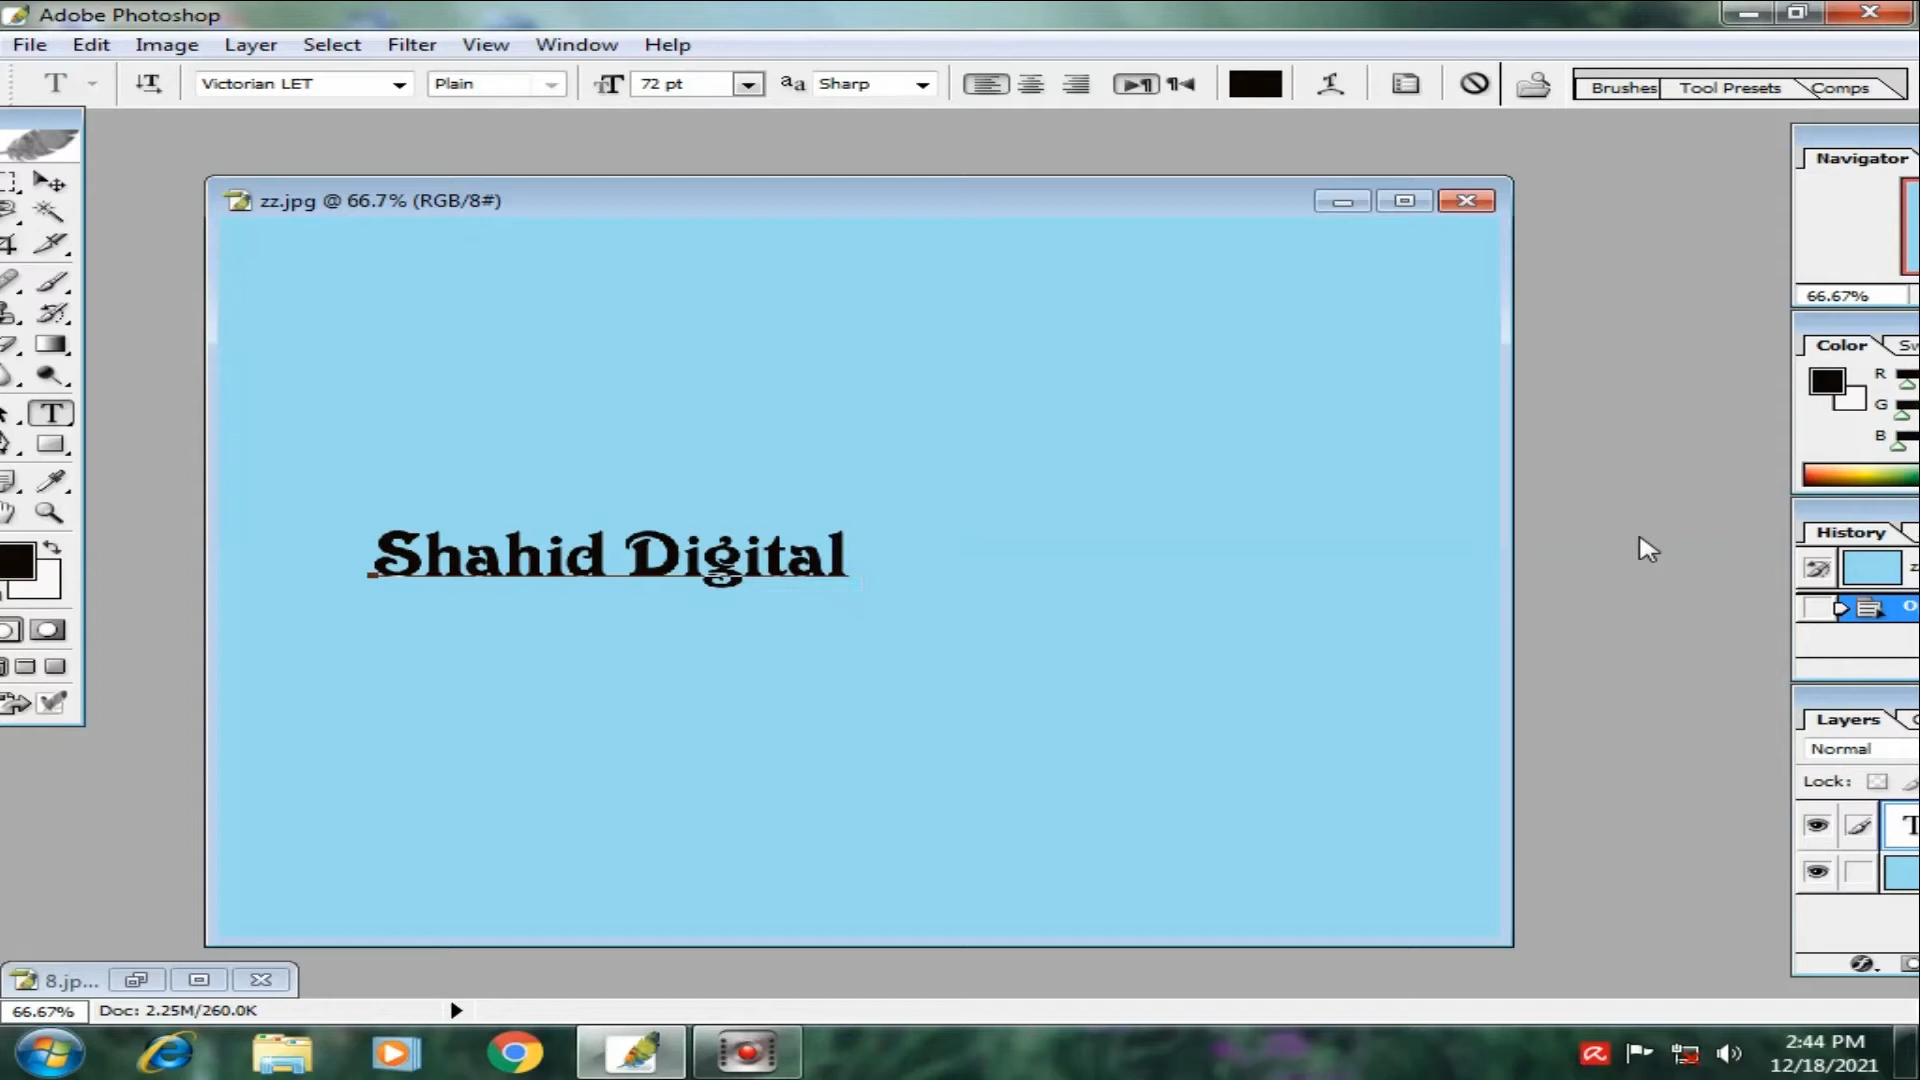 Adobe Photoshop
File Edit Image Layer Select Filter View Window Help
T T Victorian LET Plain TT 72 pt aa Sharp Brushes Tool Presets Comps
zz.jpg @ 66.7% (RGB/8#)
Navigator
66.67%
Color
R
G
B
T
Shahid Digital
History
Layers
Normal
Lock:
T
8.jp...
66.67% Doc: 2.25M/260.0K
2:44 PM
12/18/2021